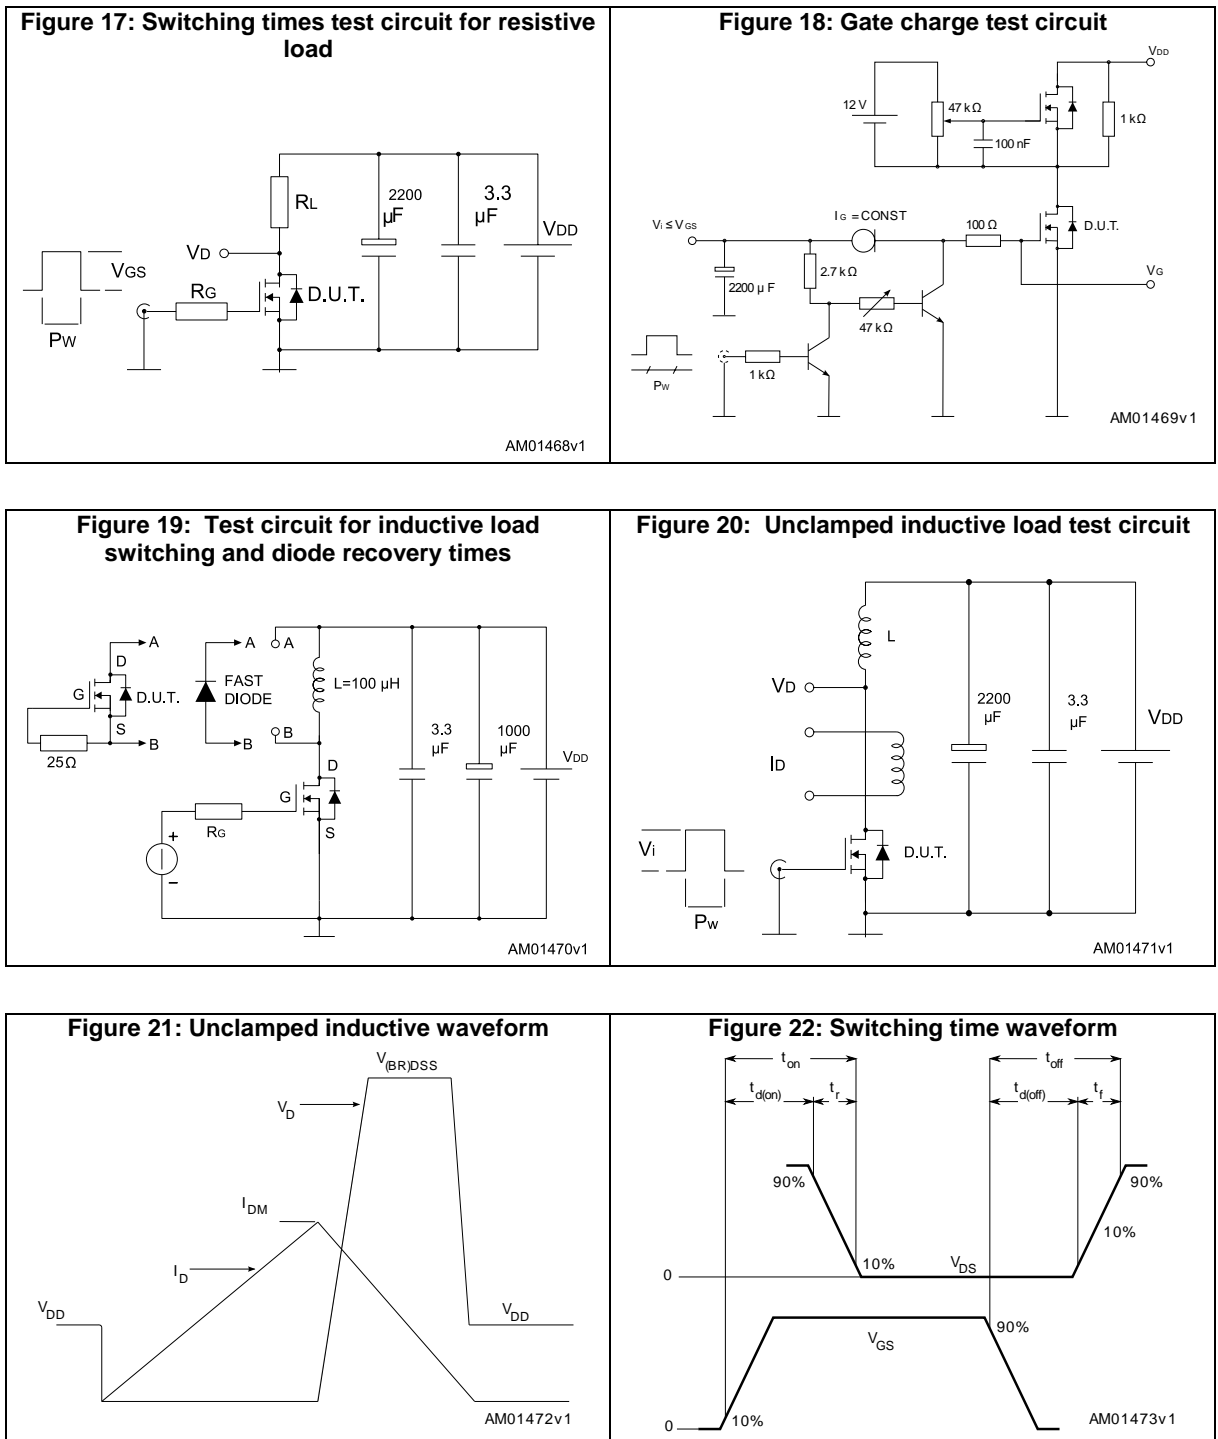 Figure 17: Switching times test circuit for resistive
load
RL
2200
µF
3.3
µF
VDD
VD
VGS
RG
D.U.T.
PW
AM01468v1
Figure 18: Gate charge test circuit
VDD
12 V
47 kΩ
1 kΩ
100 nF
Vi ≤ VGS
IG = CONST
100 Ω
D.U.T.
2.7 kΩ
VG
2200 µF
47 kΩ
1 kΩ
PW
AM01469v1
Figure 19: Test circuit for inductive load
switching and diode recovery times
A
A
A
D
G
D.U.T.
FAST
DIODE
L=100 µH
S
B
B
B
25Ω
3.3
µF
1000
µF
VDD
D
G
RG
S
+
–
AM01470v1
Figure 20: Unclamped inductive load test circuit
L
VD
2200
µF
3.3
µF
VDD
ID
Vi
D.U.T.
PW
AM01471v1
Figure 21: Unclamped inductive waveform
V(BR)DSS
VD
IDM
ID
VDD
VDD
AM01472v1
Figure 22: Switching time waveform
ton
toff
td(on)
tr
td(off)
tf
90%
90%
10%
10%
0
VDS
90%
VGS
0
10%
AM01473v1